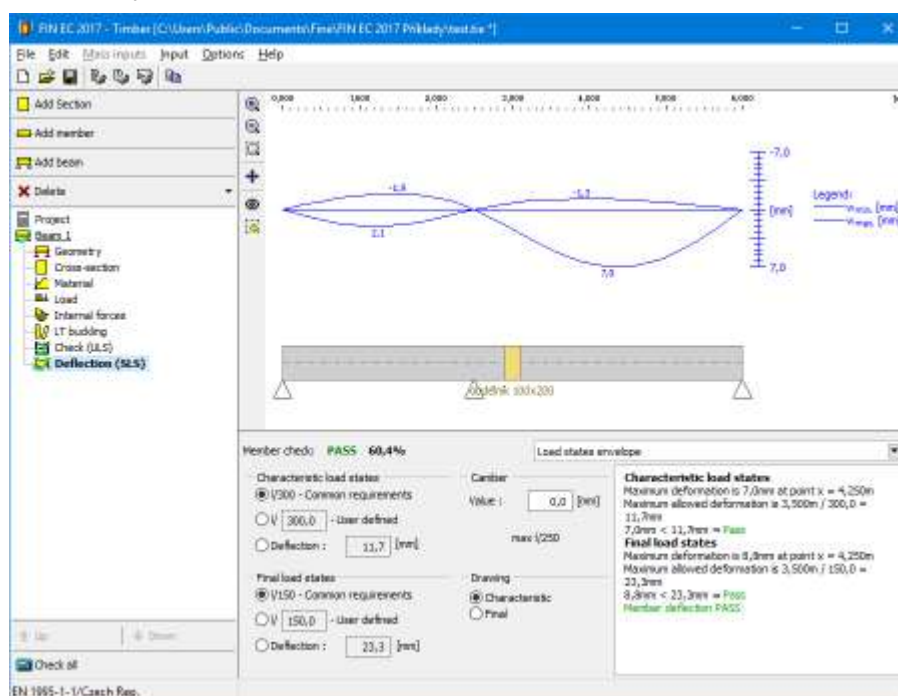 FIN EC 2017 - Timber [C:\Users\Public\Documents\Fine\FIN EC 2017 Příklady\test.tie *]
File Edit Mass inputs Input Options Help
Add Section
Add member
Add beam
Delete
Project
Beam 1
Geometry
Cross-section
Material
Load
Internal forces
LT buckling
Check (ULS)
Deflection (SLS)
Up Down
Check all
EN 1995-1-1/Czech Rep.
0,000 1,000 2,000 3,000 4,000 5,000 6,000
-7,0
[mm]
7,0
2,1
7,0
Legend:
[mm]
[mm]
100x200
Member check: PASS 60,4%
Load states envelope
Characteristic load states
l/300 - Common requirements
l/ 300,0 - User defined
Deflection : 11,7 [mm]
Final load states
l/150 - Common requirements
l/ 150,0 - User defined
Deflection : 23,3 [mm]
Camber
Value : 0,0 [mm]
max l/250
Drawing
Characteristic
Final
Characteristic load states
Maximum deformation is 7,0mm at point x = 4,250m
Maximum allowed deformation is 3,500m / 300,0 =
11,7mm
7,0mm < 11,7mm => Pass
Final load states
Maximum deformation is 8,8mm at point x = 4,250m
Maximum allowed deformation is 3,500m / 150,0 =
23,3mm
8,8mm < 23,3mm => Pass
Member deflection PASS